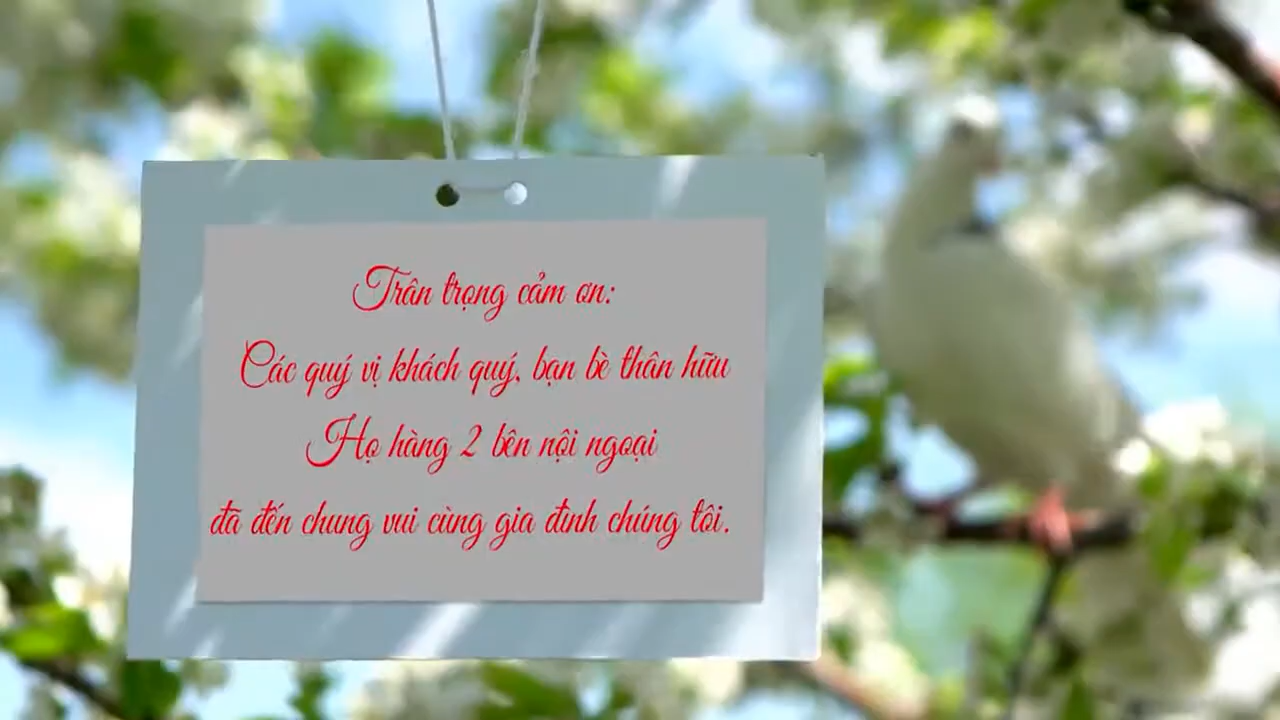 Trân trọng cảm ơn:
Các quý vị khách quý, bạn bè thân hữu
Họ hàng 2 bên nội ngoại
đã đến chung vui cùng gia đình chúng tôi.